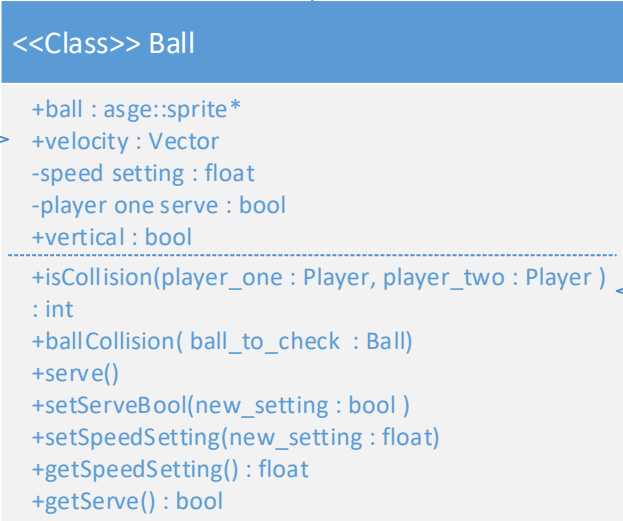 <<Class>> Ball
+ball : asge::sprite*
+velocity : Vector
-speed setting : float
-player one serve : bool
+vertical : bool
+isCollision(player_one : Player, player_two : Player )
: int
+ballCollision( ball_to_check : Ball)
+serve()
+setServeBool(new_setting : bool )
+setSpeedSetting(new_setting : float)
+getSpeedSetting() : float
+getServe() : bool